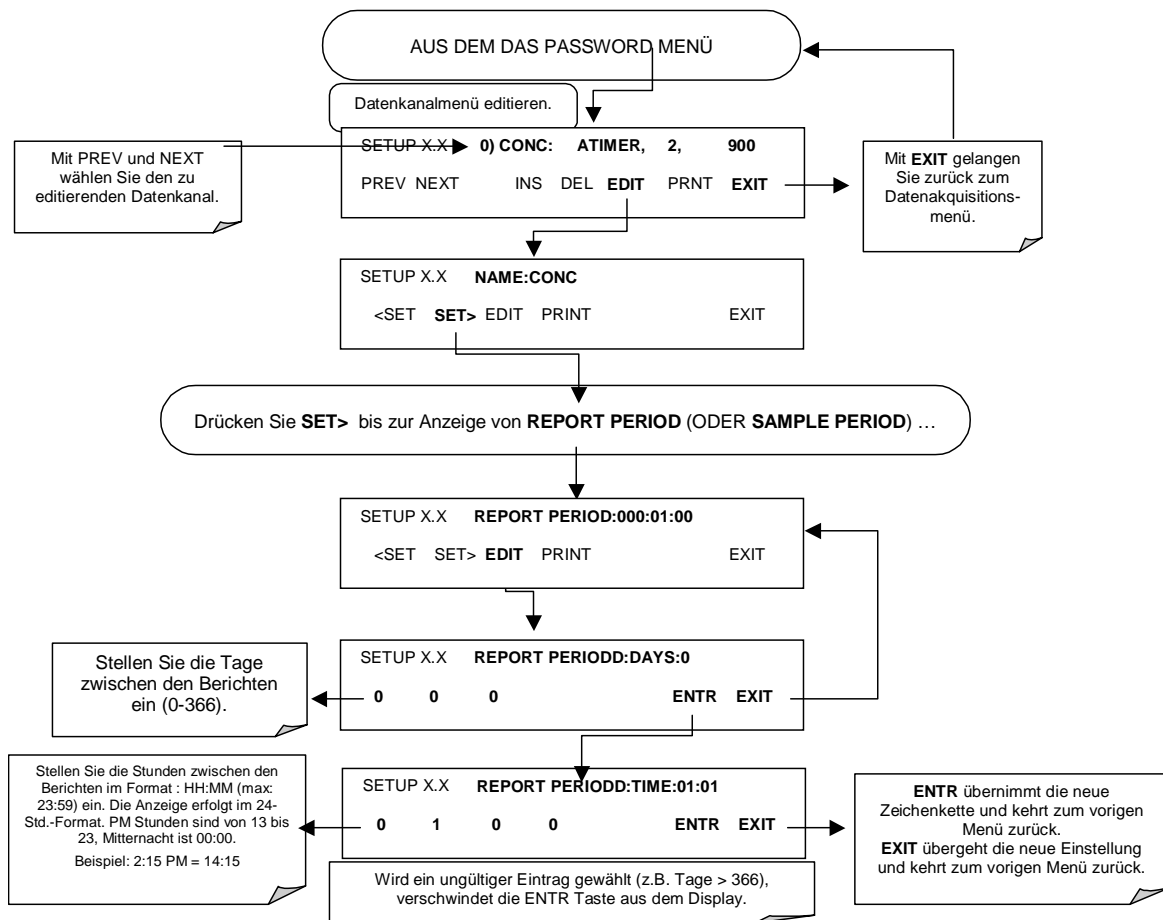 AUS DEM DAS PASSWORD MENÜ
Datenkanalmenü editieren.
Mit PREV und NEXT
wählen Sie den zu
editierenden Datenkanal.
SETUP X.X 0) CONC: ATIMER, 2, 900
PREV NEXT INS DEL EDIT PRNT EXIT
Mit EXIT gelangen
Sie zurück zum
Datenakquisitions-
menü.
SETUP X.X NAME:CONC
<SET SET> EDIT PRINT EXIT
Drücken Sie SET> bis zur Anzeige von REPORT PERIOD (ODER SAMPLE PERIOD) …
SETUP X.X REPORT PERIOD:000:01:00
<SET SET> EDIT PRINT EXIT
Stellen Sie die Tage
zwischen den Berichten
ein (0-366).
SETUP X.X REPORT PERIODD:DAYS:0
0 0 0 ENTR EXIT
Stellen Sie die Stunden zwischen den
Berichten im Format : HH:MM (max:
23:59) ein. Die Anzeige erfolgt im 24-
Std.-Format. PM Stunden sind von 13 bis
23, Mitternacht ist 00:00.
Beispiel: 2:15 PM = 14:15
SETUP X.X REPORT PERIODD:TIME:01:01
0 1 0 0 ENTR EXIT
ENTR übernimmt die neue
Zeichenkette und kehrt zum vorigen
Menü zurück.
EXIT übergeht die neue Einstellung
und kehrt zum vorigen Menü zurück.
Wird ein ungültiger Eintrag gewählt (z.B. Tage > 366),
verschwindet die ENTR Taste aus dem Display.